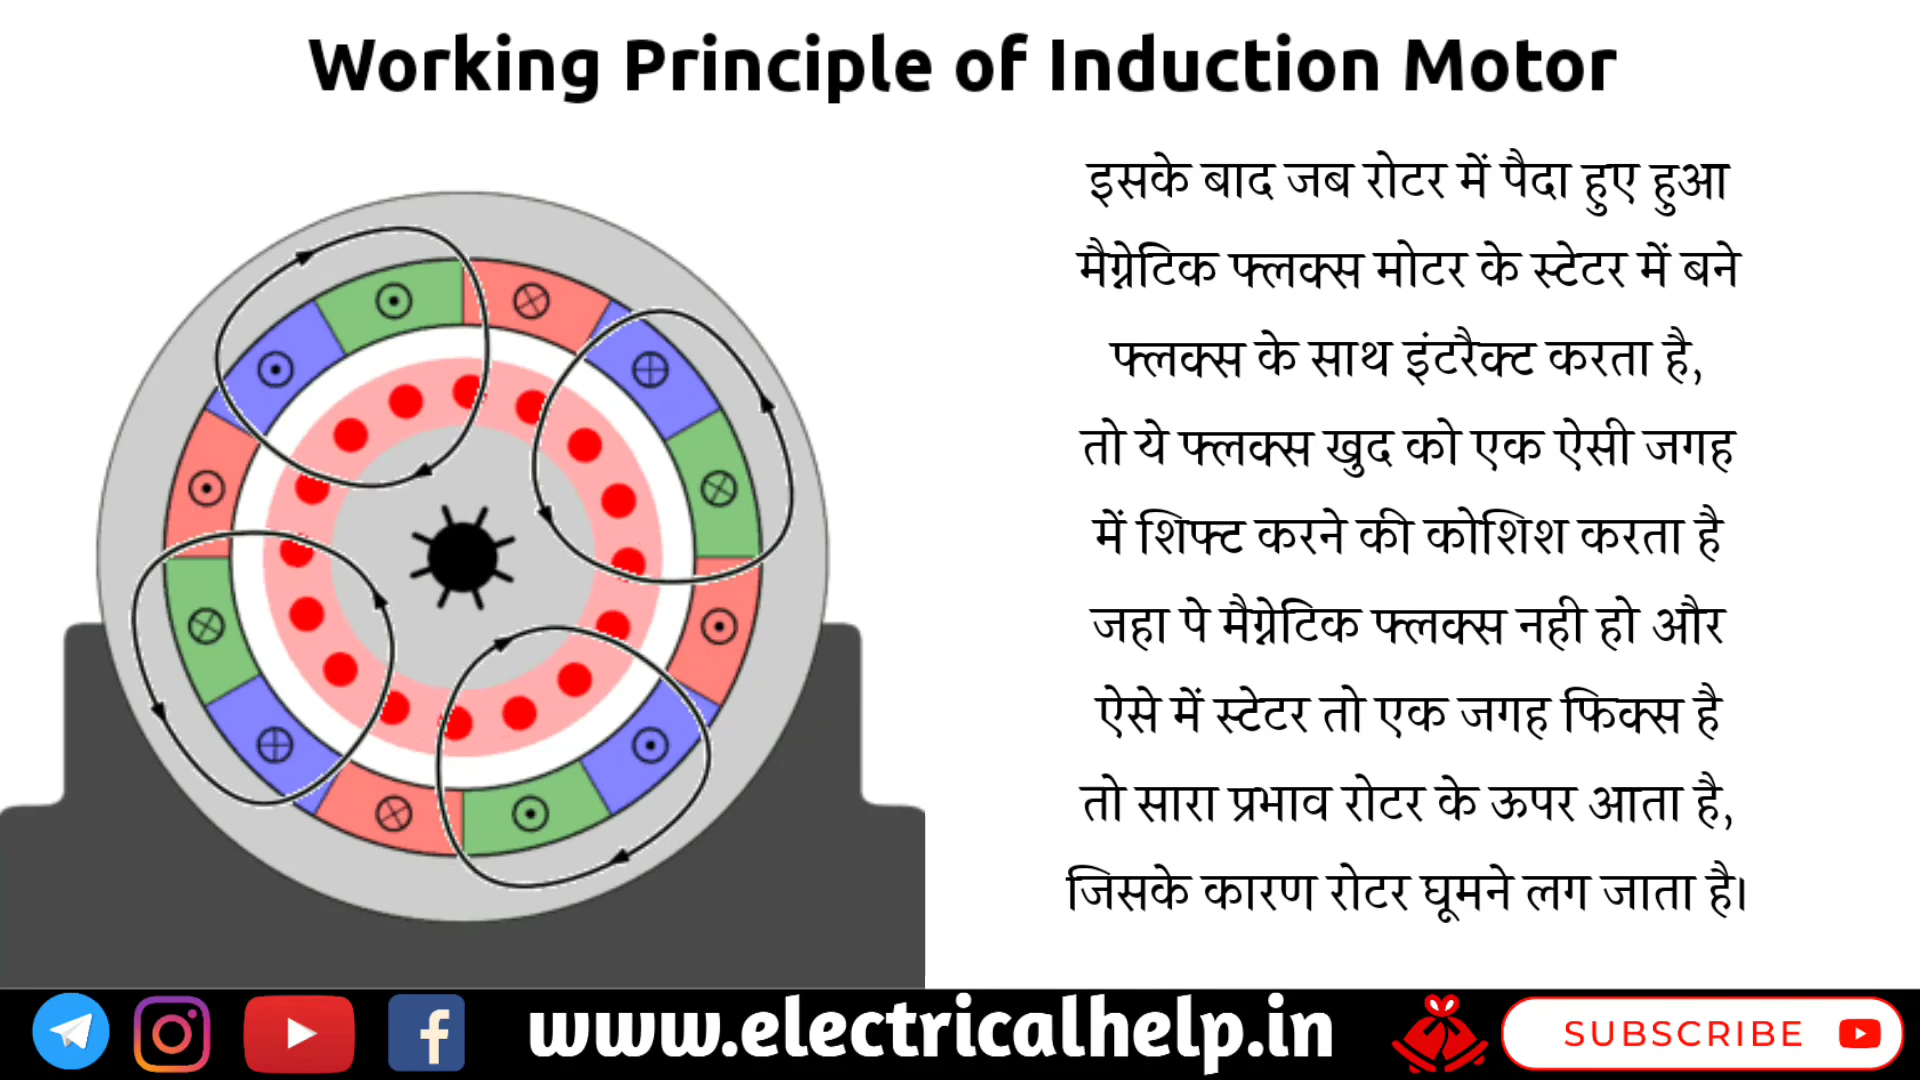 Working Principle of Induction Motor
इसके बाद जब रोटर में पैदा हुए हुआ
मैग्नेटिक फ्लक्स मोटर के स्टेटर में बने
फ्लक्स के साथ इंटरैक्ट करता है,
तो ये फ्लक्स खुद को एक ऐसी जगह
में शिफ्ट करने की कोशिश करता है
जहा पे मैग्नेटिक फ्लक्स नही हो और
ऐसे में स्टेटर तो एक जगह फिक्स है
तो सारा प्रभाव रोटर के ऊपर आता है,
जिसके कारण रोटर घूमने लग जाता है।
www.electricalhelp.in
SUBSCRIBE